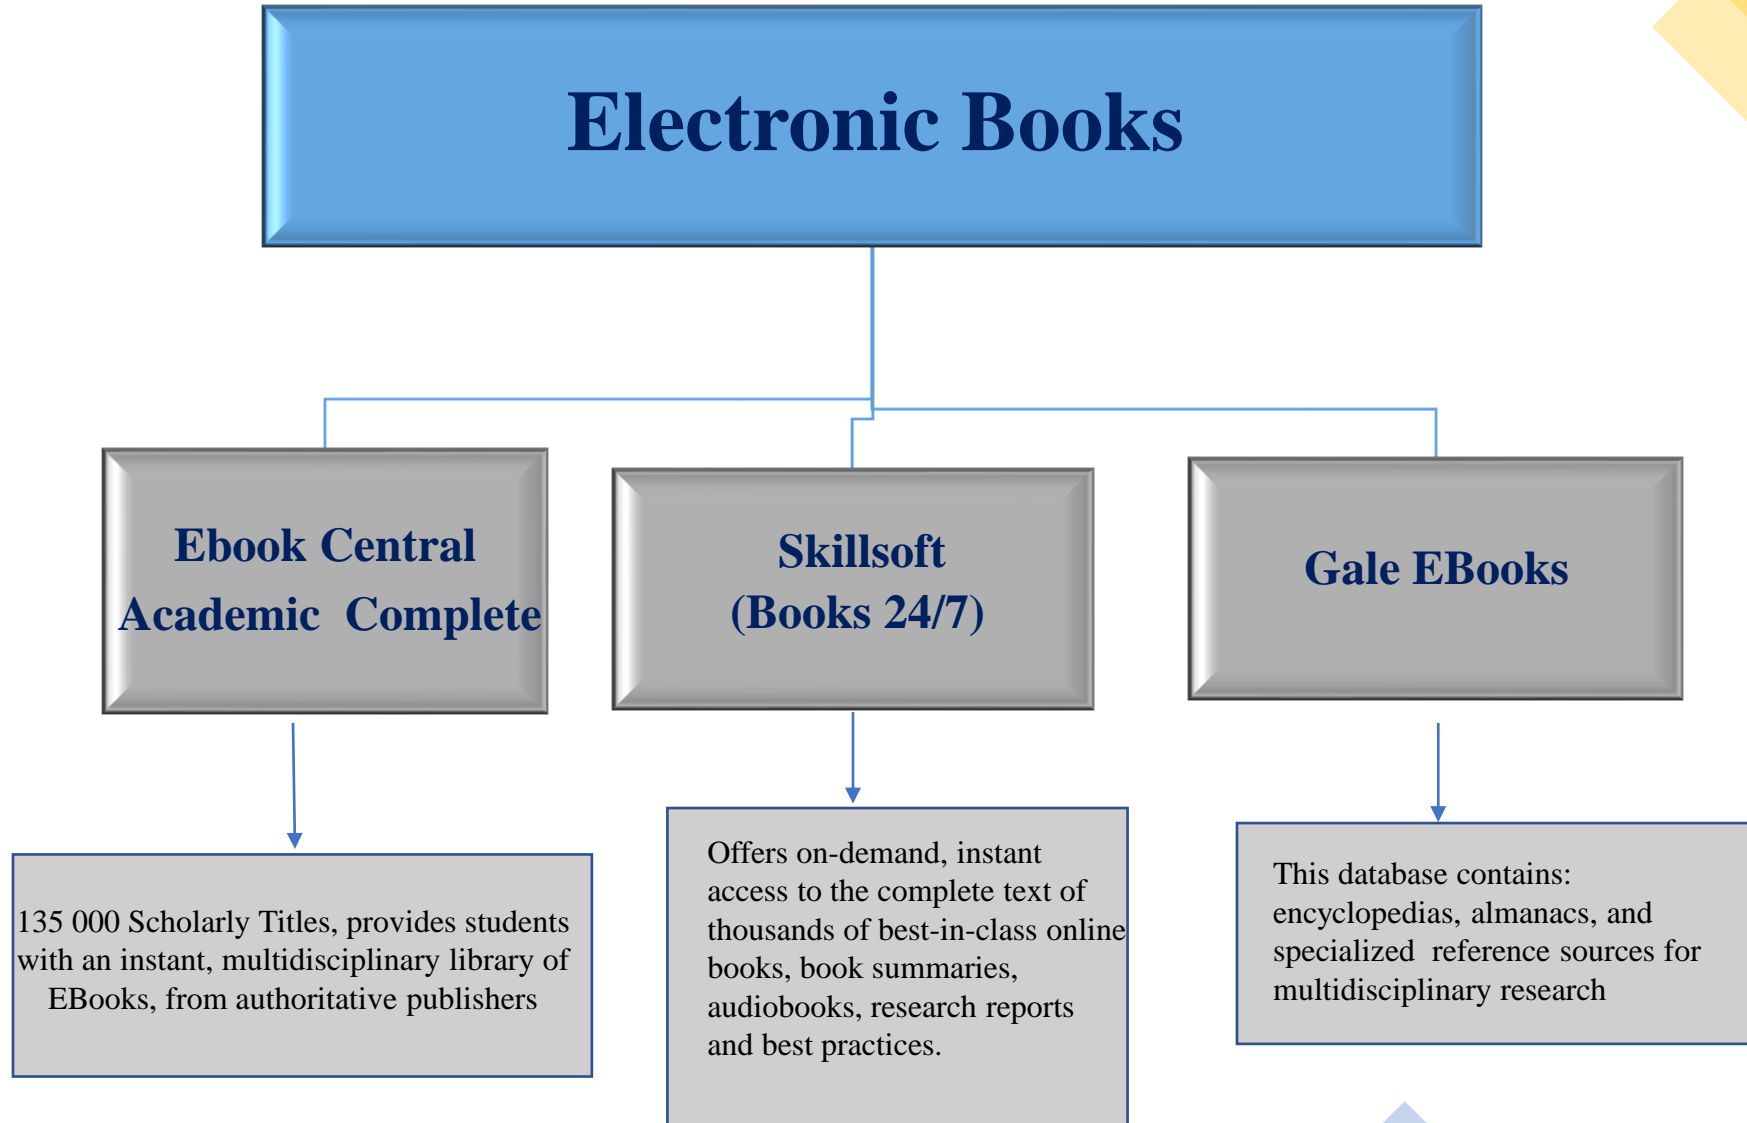 Electronic Books
Ebook Central
Academic  Complete
Skillsoft
(Books 24/7)
Gale EBooks
135 000 Scholarly Titles, provides students
with an instant, multidisciplinary library of
EBooks, from authoritative publishers
Offers on-demand, instant
access to the complete text of
thousands of best-in-class online
books, book summaries,
audiobooks, research reports
and best practices.
This database contains:
encyclopedias, almanacs, and
specialized  reference sources for
multidisciplinary research